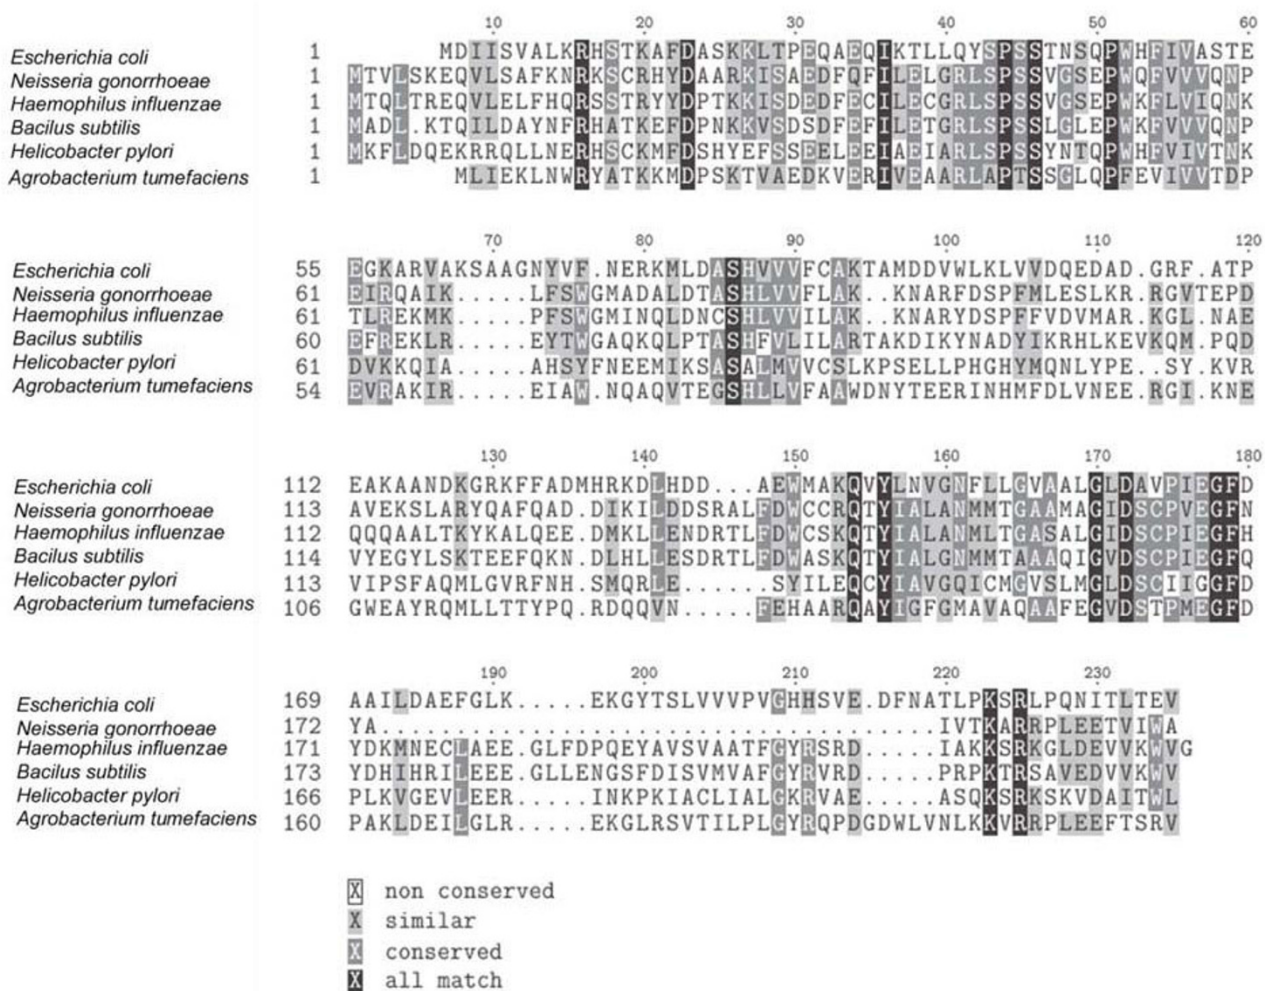 10 20 30 40 50 60
Escherichia coli 1 MDIISVALKRHSTKAFDASKKLTPEQAEQIKTLLQYSPSSTNSQPWHFIVASTE
Neisseria gonorrhoeae 1 MTVLSKEQVLSAFKNRKSCRHYDAARKISAEDFQFILELGRLSPSSVGSEPWQFVVVQNP
Haemophilus influenzae 1 MTQLTREQVLELFHQRSSTRYYDPTKKISDEDFECILECGRLSPSSVGSEPWKFLVIQNK
Bacilus subtilis 1 MADL.KTQILDAYNFRHATKEFDPNKKVSDSDFEFILETGRLSPSSLGLEPWKFVVVQNP
Helicobacter pylori 1 MKFLDQEKRRQLLNERHSCKMFDSHYEFSSEELEEIAEIARLSPSSYNTQPWHFVIVTNK
Agrobacterium tumefaciens 1 MLIEKLNWRYATKKMDPSKTVAEDKVERIVEAARLAPTSSGLQPFEVIVVTDP
70 80 90 100 110 120
Escherichia coli 55 EGKARVAKSAAGNYVF.NERKMLDASHVVVFCAKTAMDDVWLKLVVDQEDAD.GRF.ATP
Neisseria gonorrhoeae 61 EIRQAIK.....LFSWGMADALDTASHLVVFLAK..KNARFDSPFMLESLKR.RGVTEPD
Haemophilus influenzae 61 TLREKMK.....PFSWGMINQLDNCSHLVVILAK..KNARYDSPFFVDVMAR.KGL.NAE
Bacilus subtilis 60 EFREKLR.....EYTWGAQKQLPTASHFVLILARTAKDIKYNADYIKRHLKEVKQM.PQD
Helicobacter pylori 61 DVKKQIA.....AHSYFNEEMIKSASALMVVCSLKPSELLPHGHYMQNLYPE..SY.KVR
Agrobacterium tumefaciens 54 EVRAKIR.....EIAW.NQAQVTEGSHLLVFAAWDNYTEERINHMFDLVNEE.RGI.KNE
130 140 150 160 170 180
Escherichia coli 112 EAKAANDKGRKFFADMHRKDLHDD...AEWMAKQVYLNVGNFLLGVAALGLDAVPIEGFD
Neisseria gonorrhoeae 113 AVEKSLARYQAFQAD.DIKILDDSRALFDWCCRQTYIALANMMTGAAMAGIDSCPVEGFN
Haemophilus influenzae 112 QQQAALTKYKALQEE.DMKLLENDRTLFDWCSKQTYIALANMLTGASALGIDSCPIEGFH
Bacilus subtilis 114 VYEGYLSKTEEFQKN.DLHLLESDRTLFDWASKQTYIALGNMMTAAAQIGIDSCPIEGFQ
Helicobacter pylori 113 VIPSFAQMLGVRFNH.SMQRLE......SYILEQCYIAVGQICMGVSLMGLDSCIIGGFD
Agrobacterium tumefaciens 106 GWEAYRQMLLTTYPQ.RDQQVN.....FEHAARQAYIGFGMAVAQAAFEGVDSTPMEGFD
190 200 210 220 230
Escherichia coli 169 AAILDAEFGLK.....EKGYTSLVVVPVGHHSVE.DFNATLPKSRLPQNITLTEV
Neisseria gonorrhoeae 172 YA.....................................IVTKARRPLEETVIWA
Haemophilus influenzae 171 YDKMNECLAEE.GLFDPQEYAVSVAATFGYRSRD.....IAKKSRKGLDEVVKWVG
Bacilus subtilis 173 YDHIHRILEEE.GLLENGSFDISVMVAFGYRVRD.....PRPKTRSAVEDVVKWV
Helicobacter pylori 166 PLKVGEVLEER.....INKPKIACLIALGKRVAE.....ASQKSRKSKVDAITWL
Agrobacterium tumefaciens 160 PAKLDEILGLR.....EKGLRSVTILPLGYRQPDGDWLVNLKKVRRPLEEFTSRV
X non conserved
X similar
X conserved
X all match